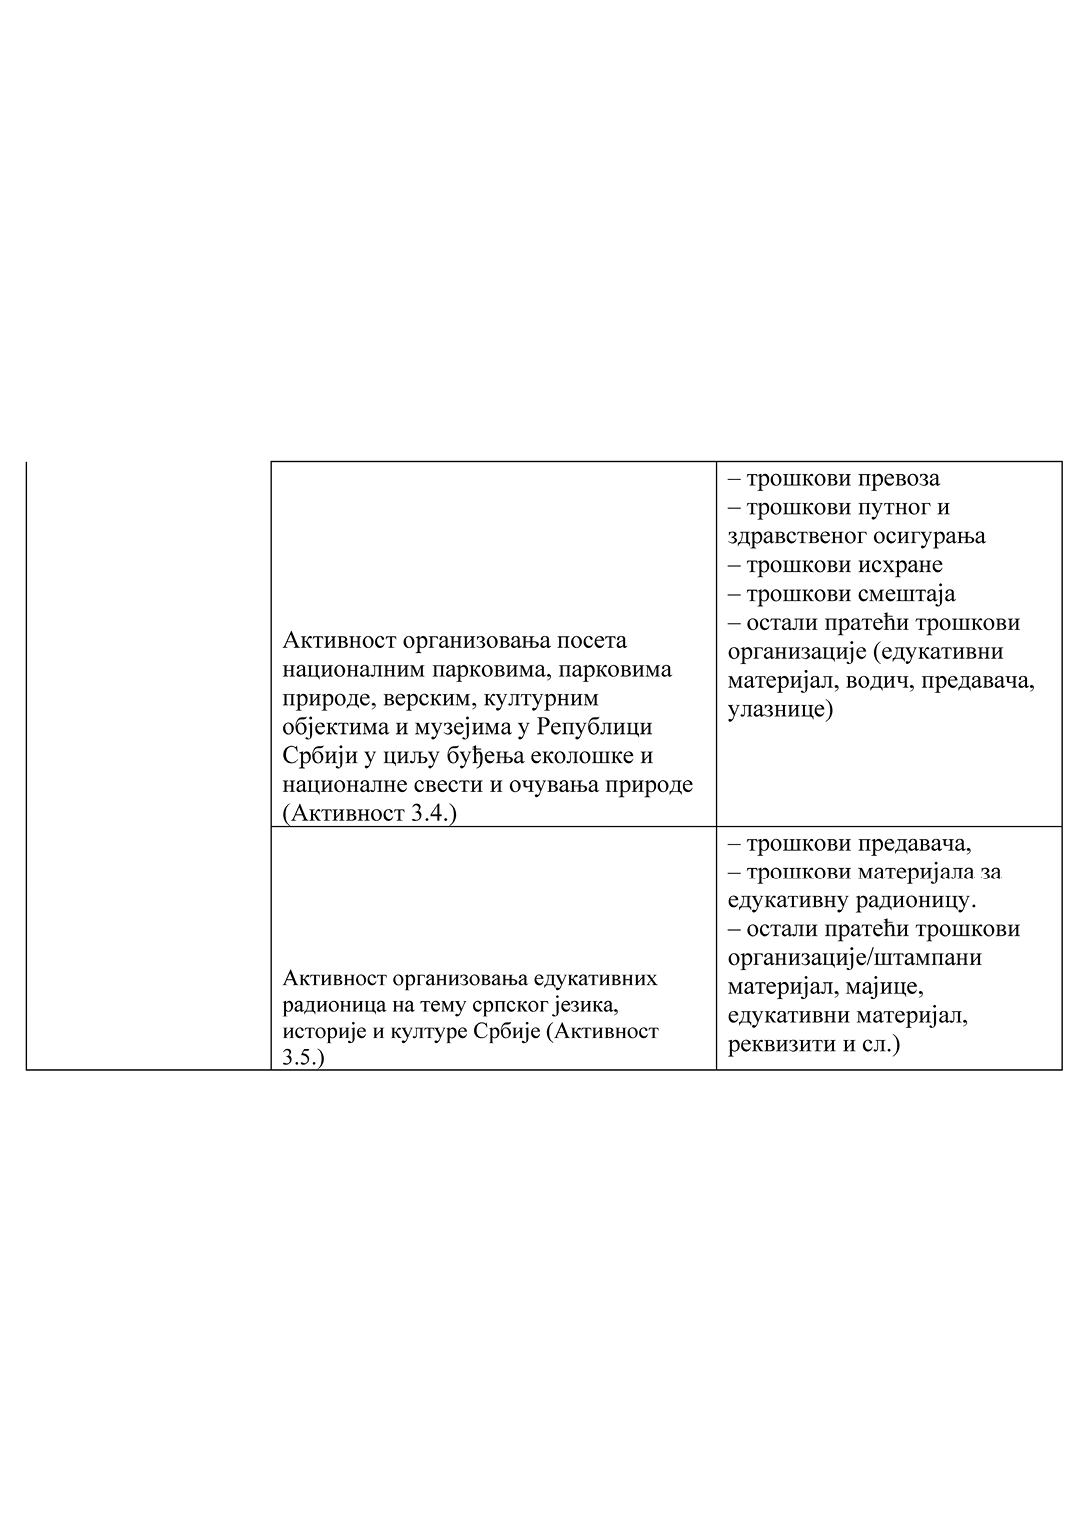 – трошкови превоза
– трошкови путног и
здравственог осигурања
– трошкови исхране
– трошкови смештаја
– остали пратећи трошкови
организације (едукативни
материјал, водич, предавача,
улазнице)
Активност организовања посета
националним парковима, парковима
природе, верским, културним
објектима и музејима у Републици
Србији у циљу буђења еколошке и
националне свести и очувања природе
(Активност 3.4.)
– трошкови предавача,
– трошкови материјала за
едукативну радионицу.
– остали пратећи трошкови
организације/штампани
материјал, мајице,
едукативни материјал,
реквизити и сл.)
Активност организовања едукативних
радионица на тему српског језика,
историје и културе Србије (Активност
3.5.)